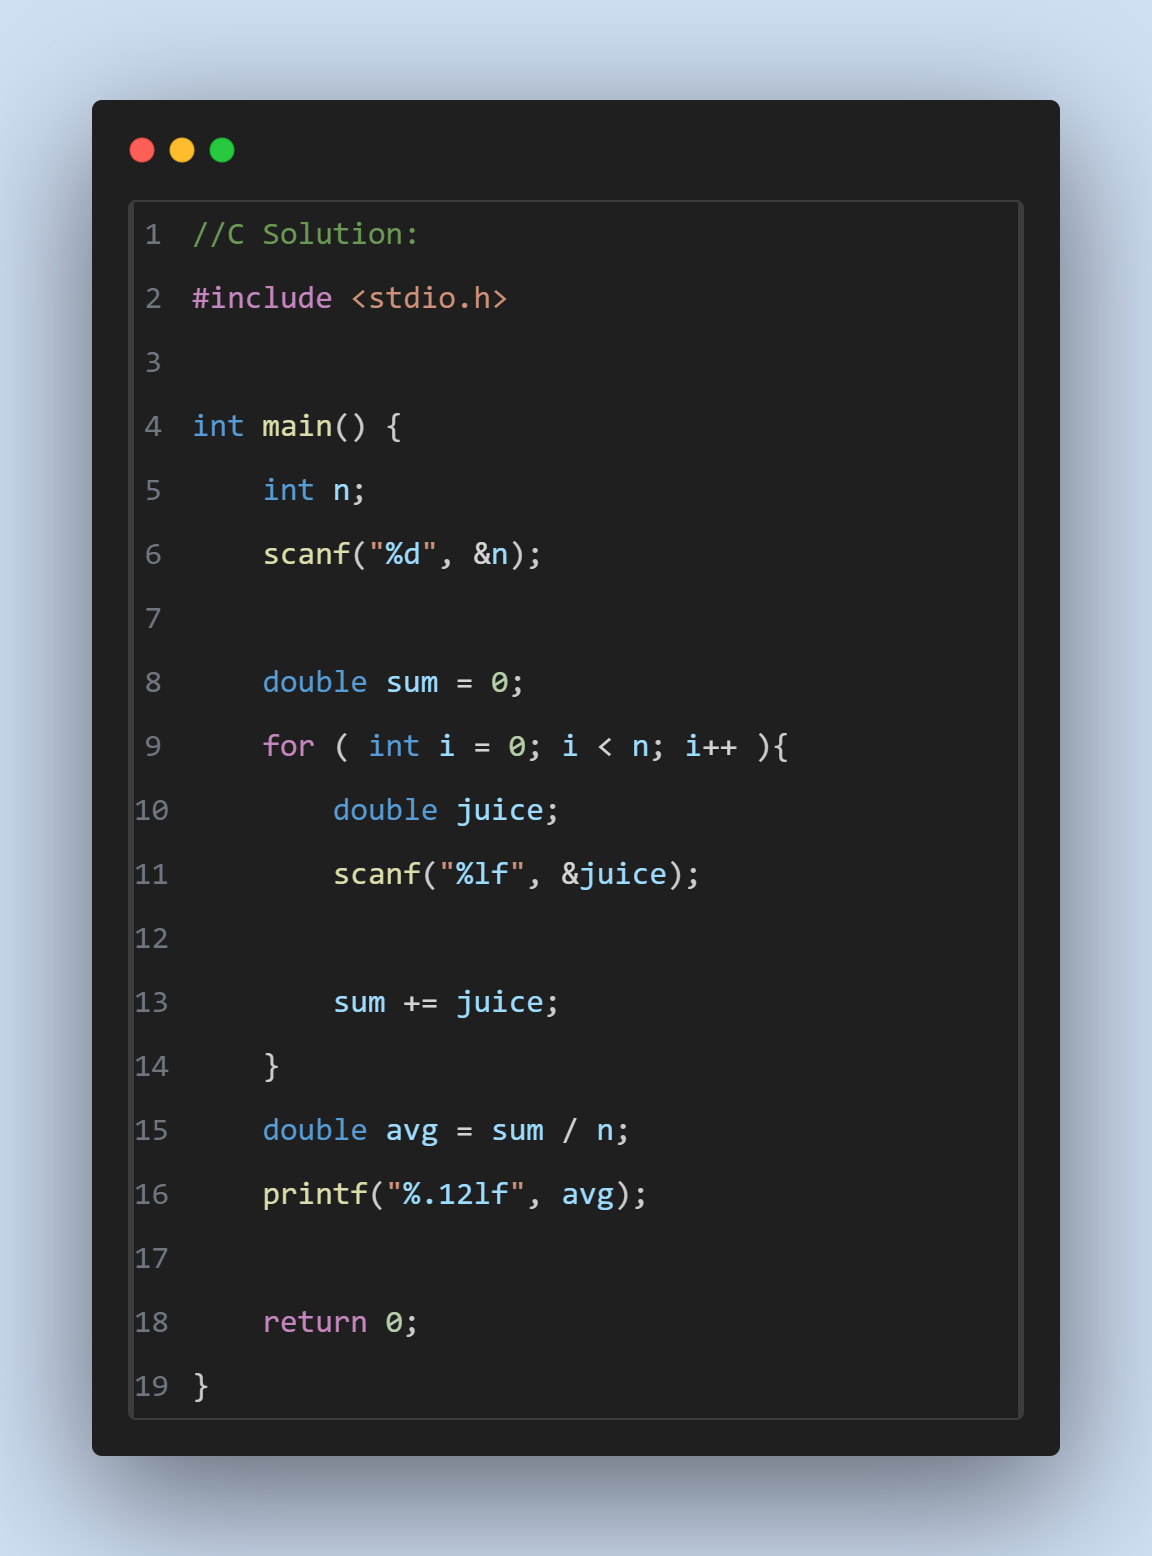 1 //C Solution:
2 #include <stdio.h>
3
4 int main() {
5     int n;
6     scanf("%d", &n);
7
8     double sum = 0;
9     for ( int i = 0; i < n; i++ ){
10         double juice;
11         scanf("%lf", &juice);
12
13         sum += juice;
14     }
15     double avg = sum / n;
16     printf("%.12lf", avg);
17
18     return 0;
19 }